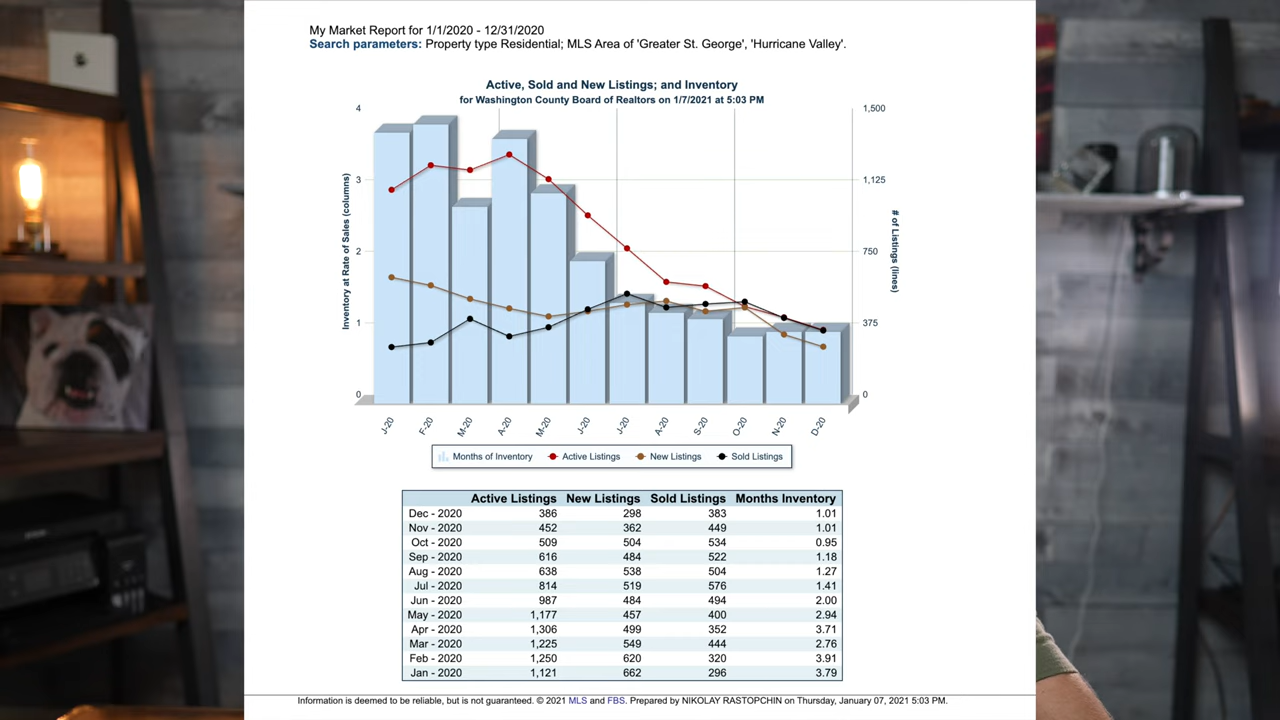 My Market Report for 1/1/2020 - 12/31/2020
Search parameters: Property type Residential; MLS Area of 'Greater St. George', 'Hurricane Valley'.
Active, Sold and New Listings; and Inventory
for Washington County Board of Realtors on 1/7/2021 at 5:03 PM
Inventory at Rate of Sales (columns)
4
3
2
1
0
1,500
1,125
750
375
0
# of Listings (lines)
J-20 F-20 M-20 A-20 M-20 J-20 J-20 A-20 S-20 O-20 N-20 D-20
Months of Inventory Active Listings New Listings Sold Listings
Active Listings New Listings Sold Listings Months Inventory
Dec - 2020 386 298 383 1.01
Nov - 2020 452 362 449 1.01
Oct - 2020 509 504 534 0.95
Sep - 2020 616 484 522 1.18
Aug - 2020 638 538 504 1.27
Jul - 2020 814 519 576 1.41
Jun - 2020 987 484 494 2.00
May - 2020 1,177 457 400 2.94
Apr - 2020 1,306 499 352 3.71
Mar - 2020 1,225 549 444 2.76
Feb - 2020 1,250 620 320 3.91
Jan - 2020 1,121 662 296 3.79
Information is deemed to be reliable, but is not guaranteed. © 2021 MLS and FBS. Prepared by NIKOLAY RASTOPCHIN on Thursday, January 07, 2021 5:03 PM.